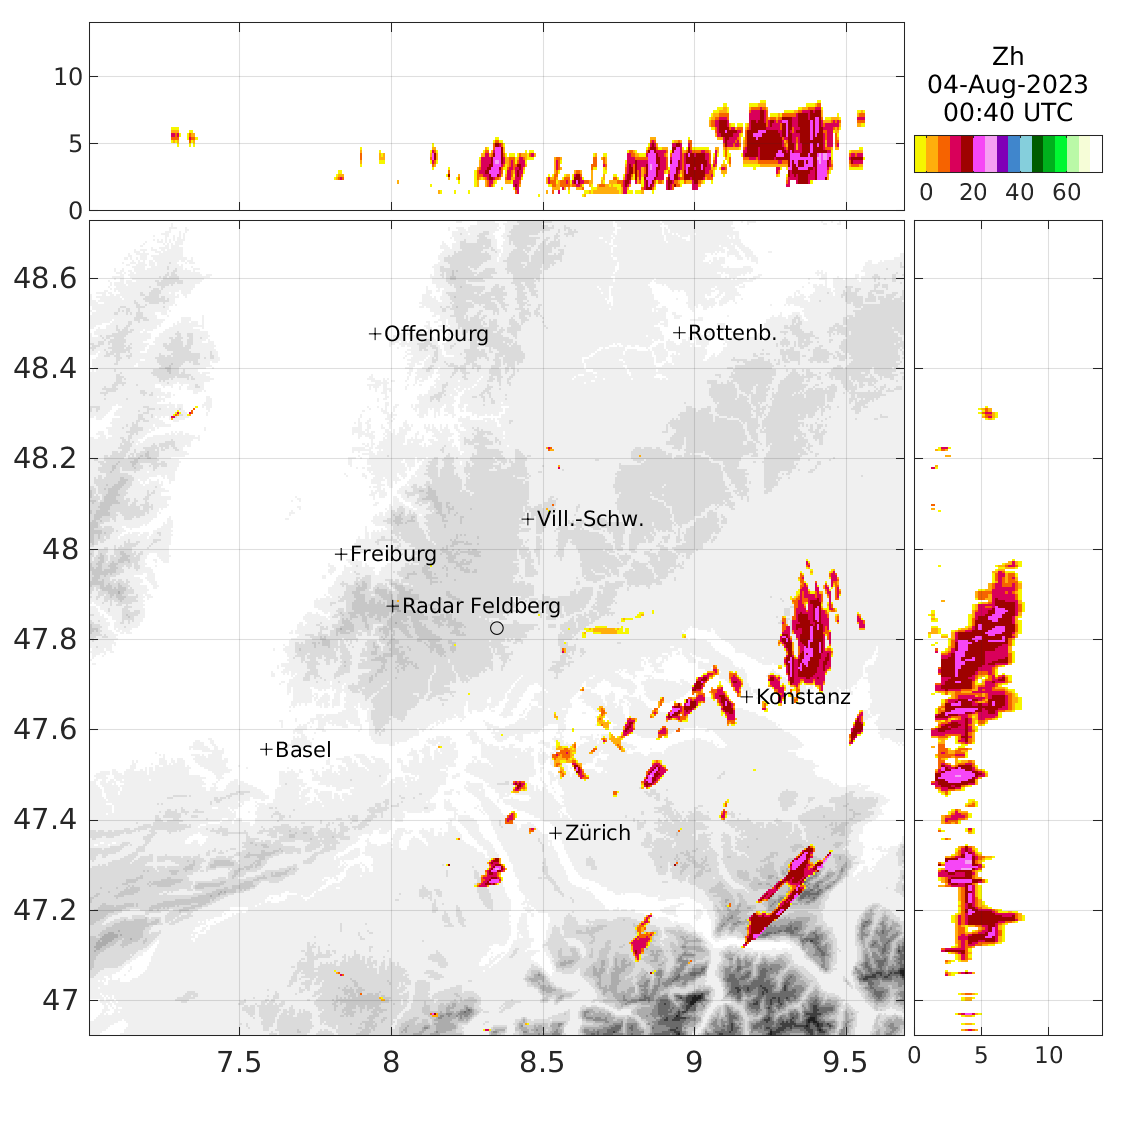 10
5
0
Zh
04-Aug-2023
00:40 UTC
0 20 40 60
48.6
48.4
48.2
48
47.8
47.6
47.4
47.2
47
+Offenburg
+Rottenb.
+Vill.-Schw.
+Freiburg
+Radar Feldberg
+Konstanz
+Basel
+Zürich
7.5 8 8.5 9 9.5
0 5 10